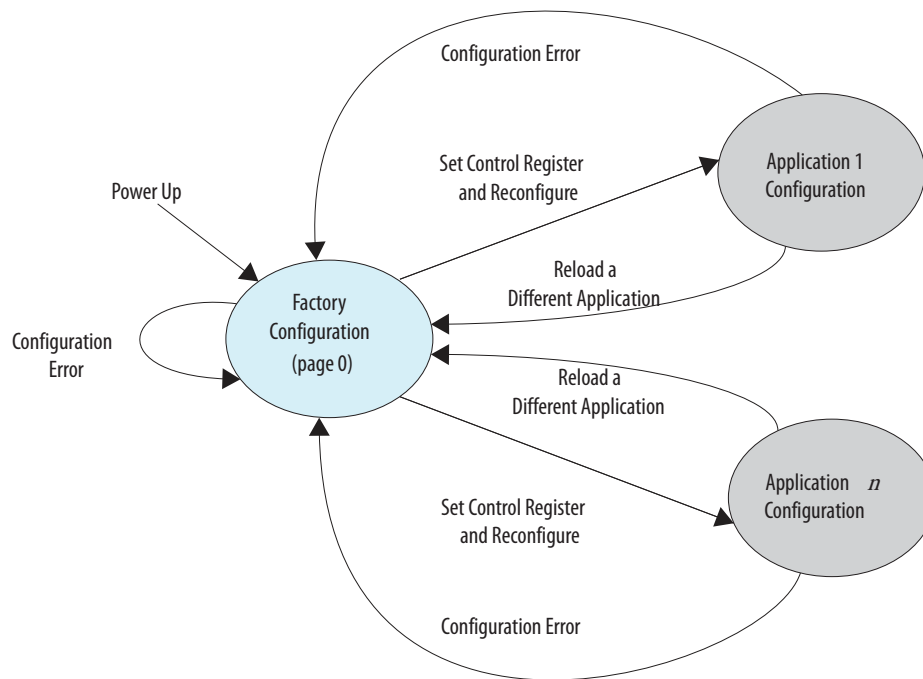 Configuration Error
Set Control Register
and Reconfigure
Application 1
Configuration
Power Up
Reload a
Different Application
Factory
Configuration
(page 0)
Configuration
Error
Reload a
Different Application
Application n
Configuration
Set Control Register
and Reconfigure
Configuration Error